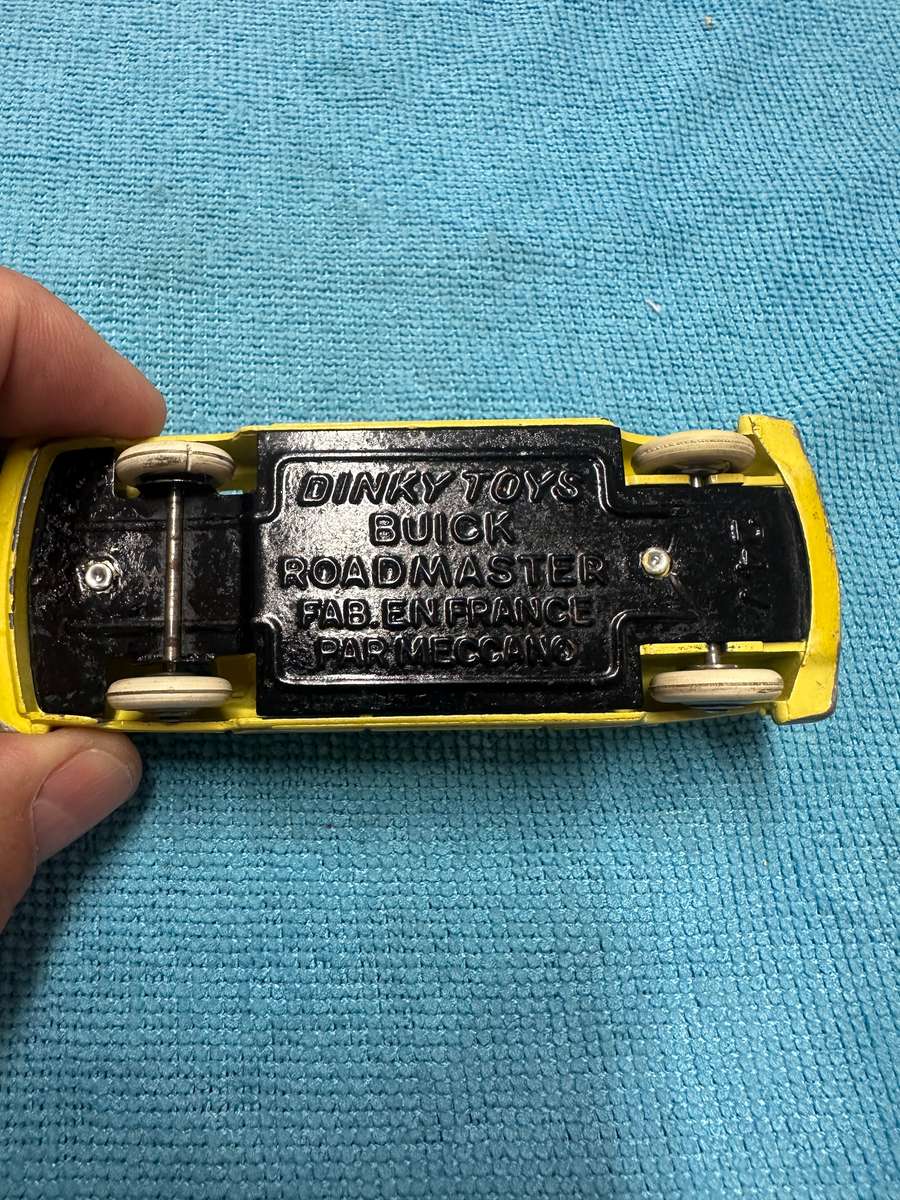 DINKY TOYS
BUICK
ROADMASTER
FAB. EN FRANCE
PAR MECCANO